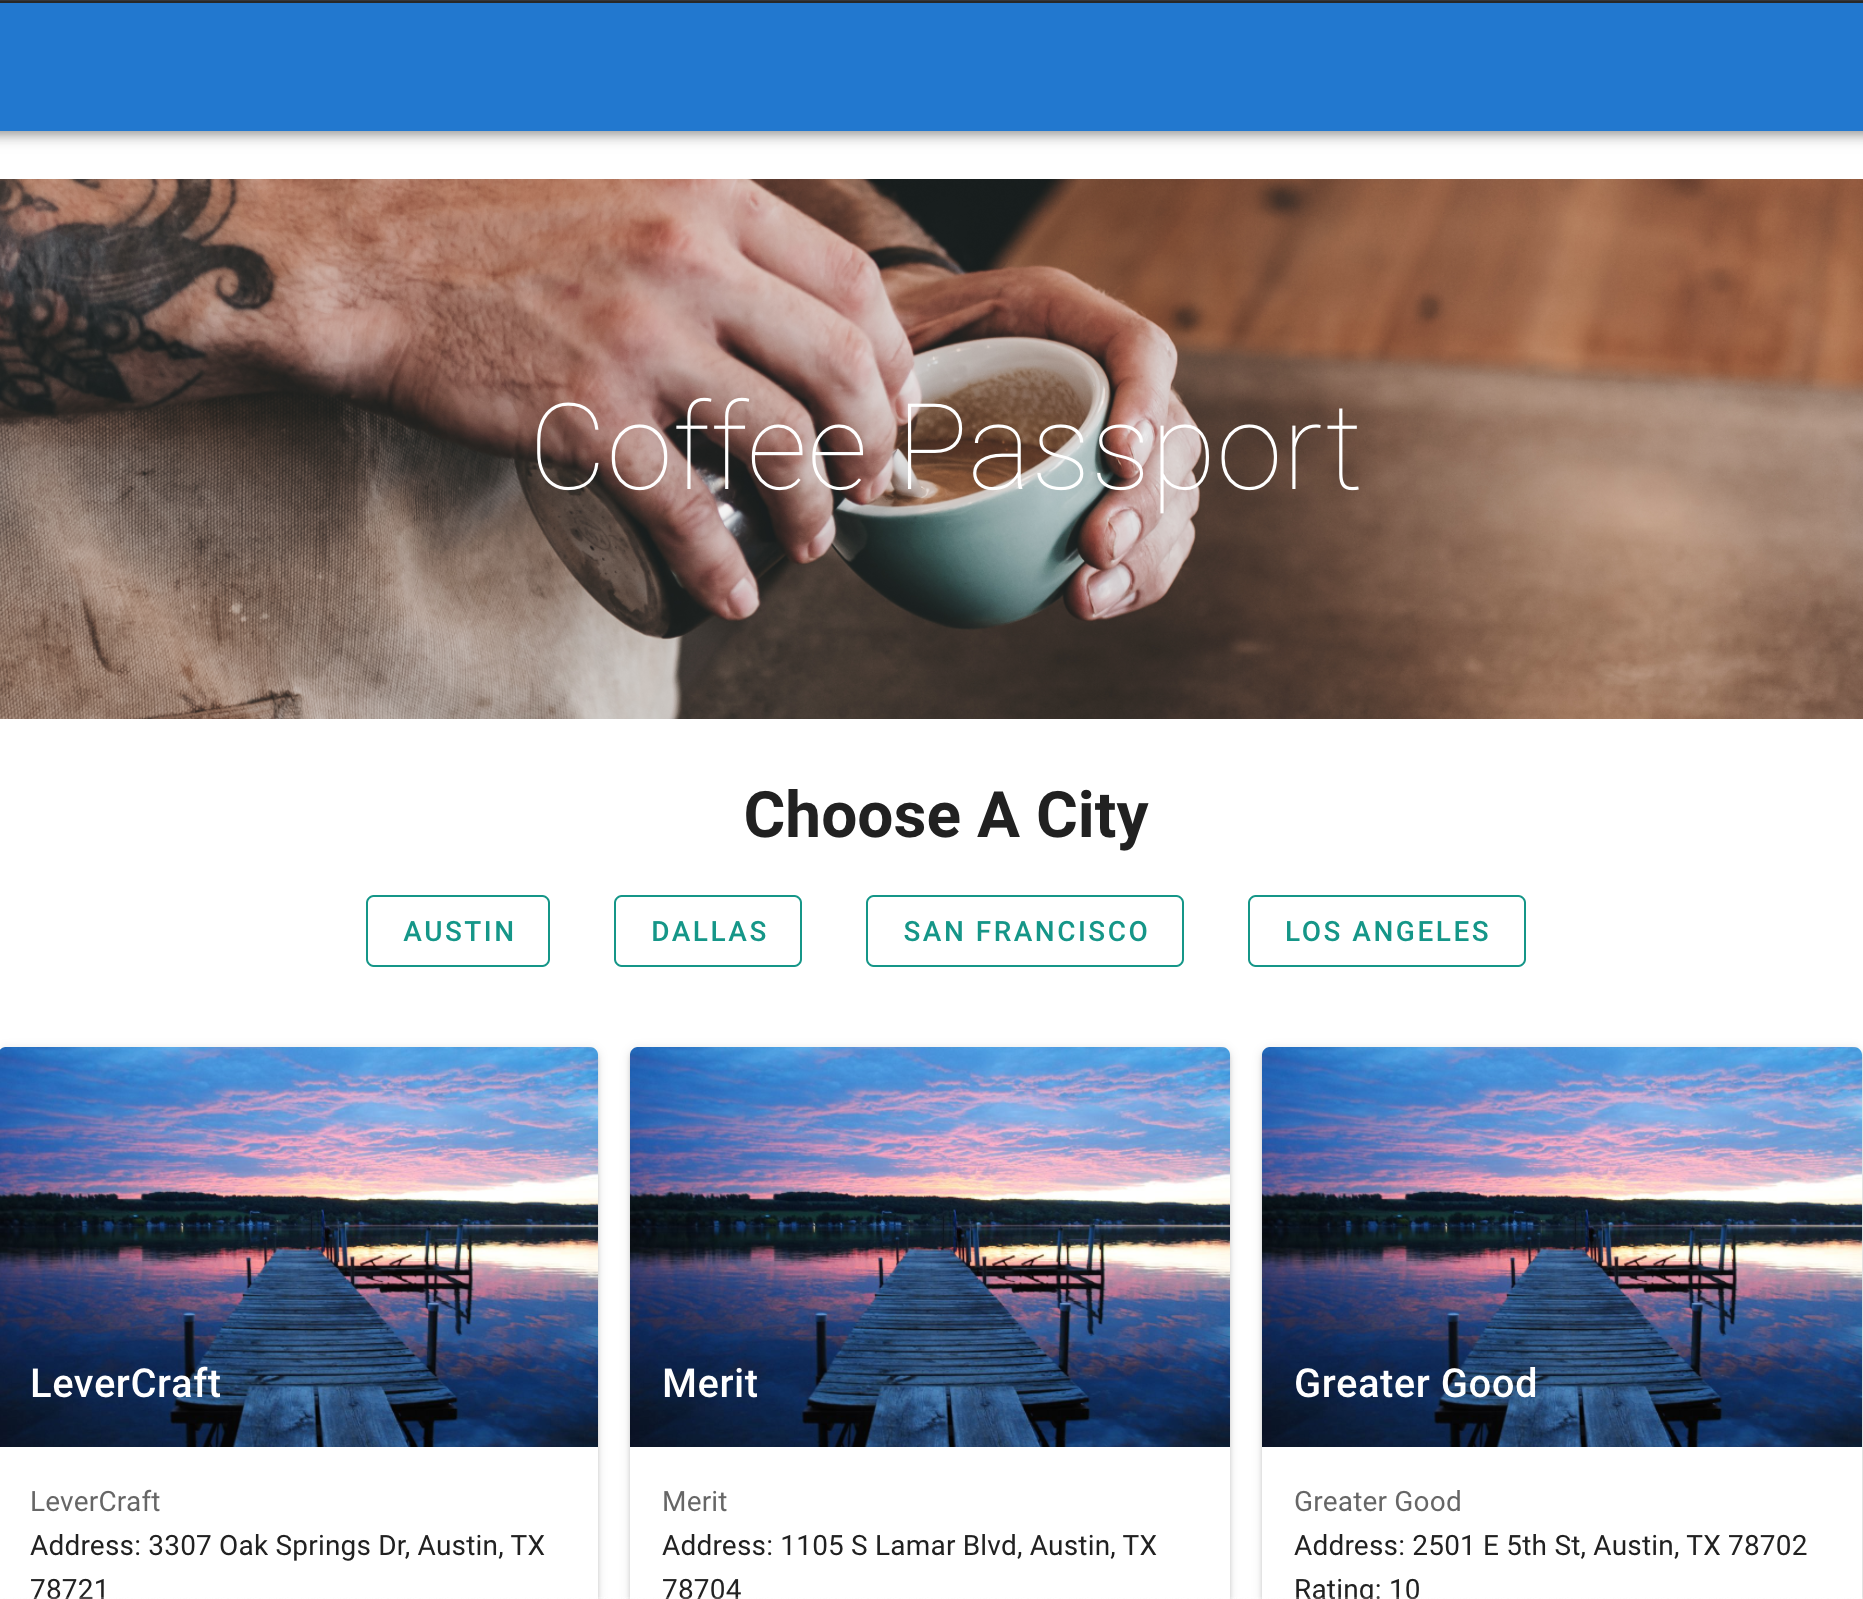 Coffee Passport
Choose A City
AUSTIN
DALLAS
SAN FRANCISCO
LOS ANGELES
LeverCraft
LeverCraft
Address: 3307 Oak Springs Dr, Austin, TX
78721
Merit
Merit
Address: 1105 S Lamar Blvd, Austin, TX
78704
Greater Good
Greater Good
Address: 2501 E 5th St, Austin, TX 78702
Rating: 10